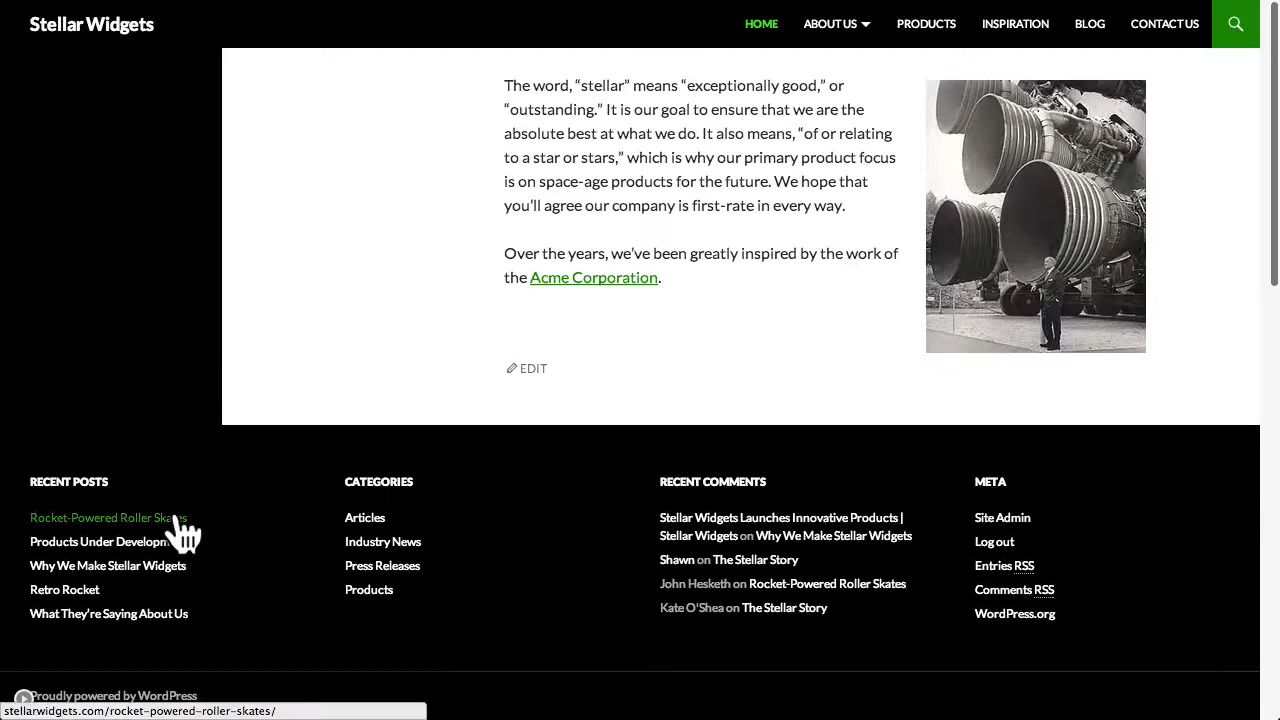 Stellar Widgets
HOME
ABOUT US
PRODUCTS
INSPIRATION
BLOG
CONTACT US
The word, “stellar” means “exceptionally good,” or
“outstanding.” It is our goal to ensure that we are the
absolute best at what we do. It also means, “of or relating
to a star or stars,” which is why our primary product focus
is on space-age products for the future. We hope that
you’ll agree our company is first-rate in every way.
Over the years, we’ve been greatly inspired by the work of
the Acme Corporation.
EDIT
RECENT POSTS
Rocket-Powered Roller Skates
Products Under
Why We Make Stellar Widgets
Retro Rocket
What They’re Saying About Us
CATEGORIES
Articles
Industry News
Press Releases
Products
RECENT COMMENTS
Stellar Widgets Launches Innovative Products |
Stellar Widgets on Why We Make Stellar Widgets
Shawn on The Stellar Story
John Hesketh on Rocket-Powered Roller Skates
Kate O'Shea on The Stellar Story
META
Site Admin
Log out
Entries RSS
Comments RSS
WordPress.org
Proudly powered by WordPress
stellarwidgets.com/rocket-powered-roller-skates/